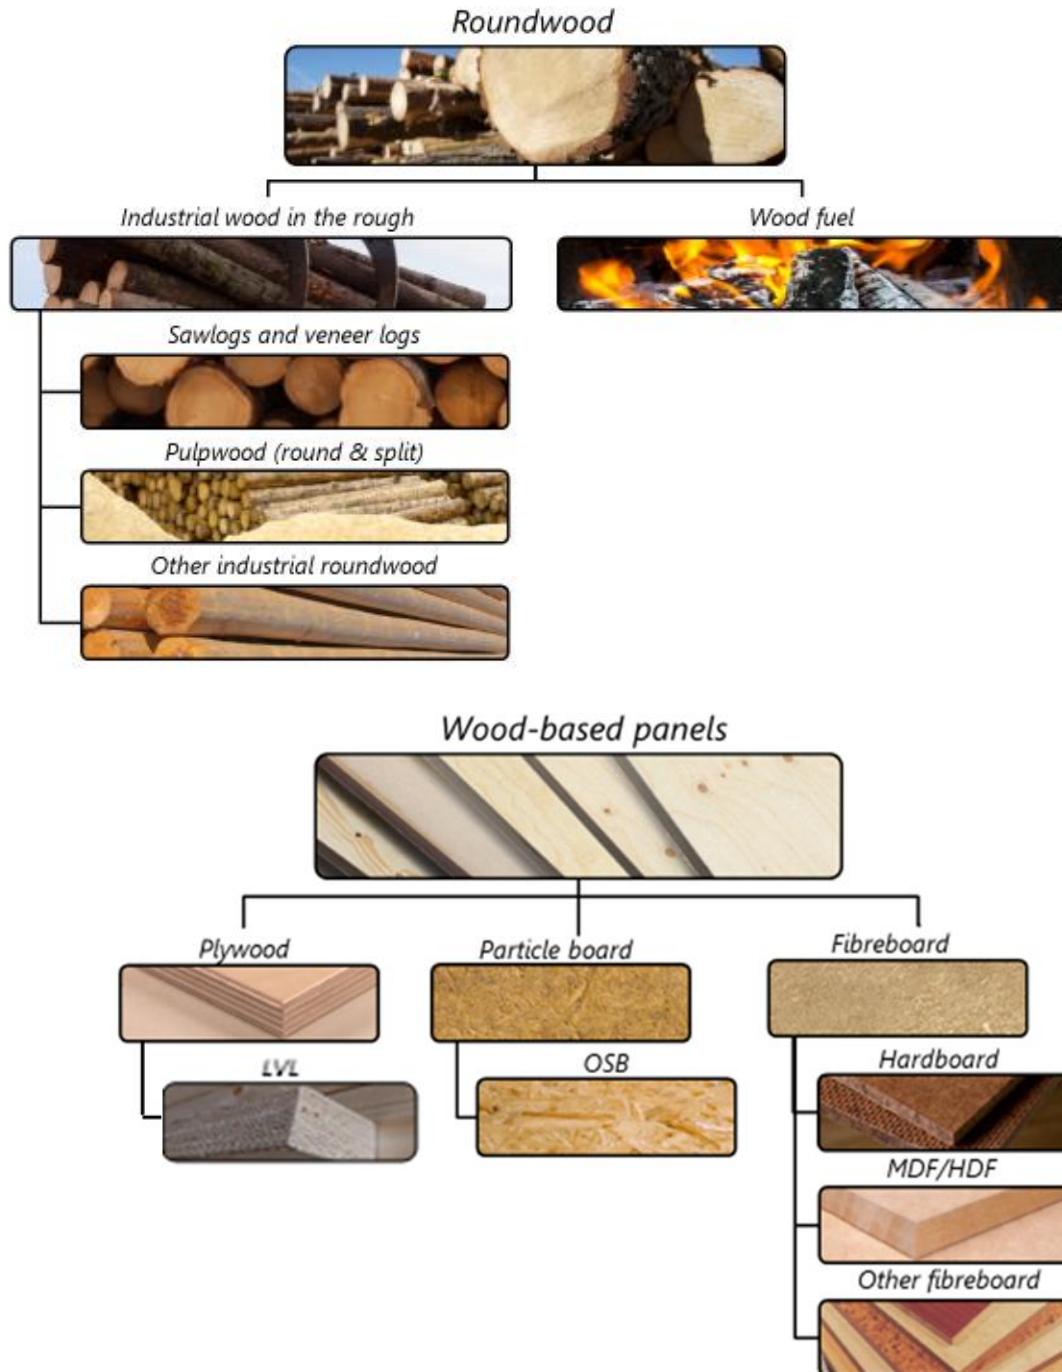 Roundwood
Industrial wood in the rough
Wood fuel
Sawlogs and veneer logs
Pulpwood (round & split)
Other industrial roundwood
Wood-based panels
Plywood
Particle board
Fibreboard
LVL
OSB
Hardboard
MDF/HDF
Other fibreboard